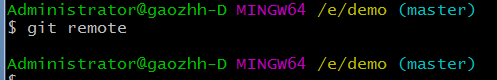 Administrator@gaozhh-D MINGW64 /e/demo (master)
$ git remote
Administrator@gaozhh-D MINGW64 /e/demo (master)
$